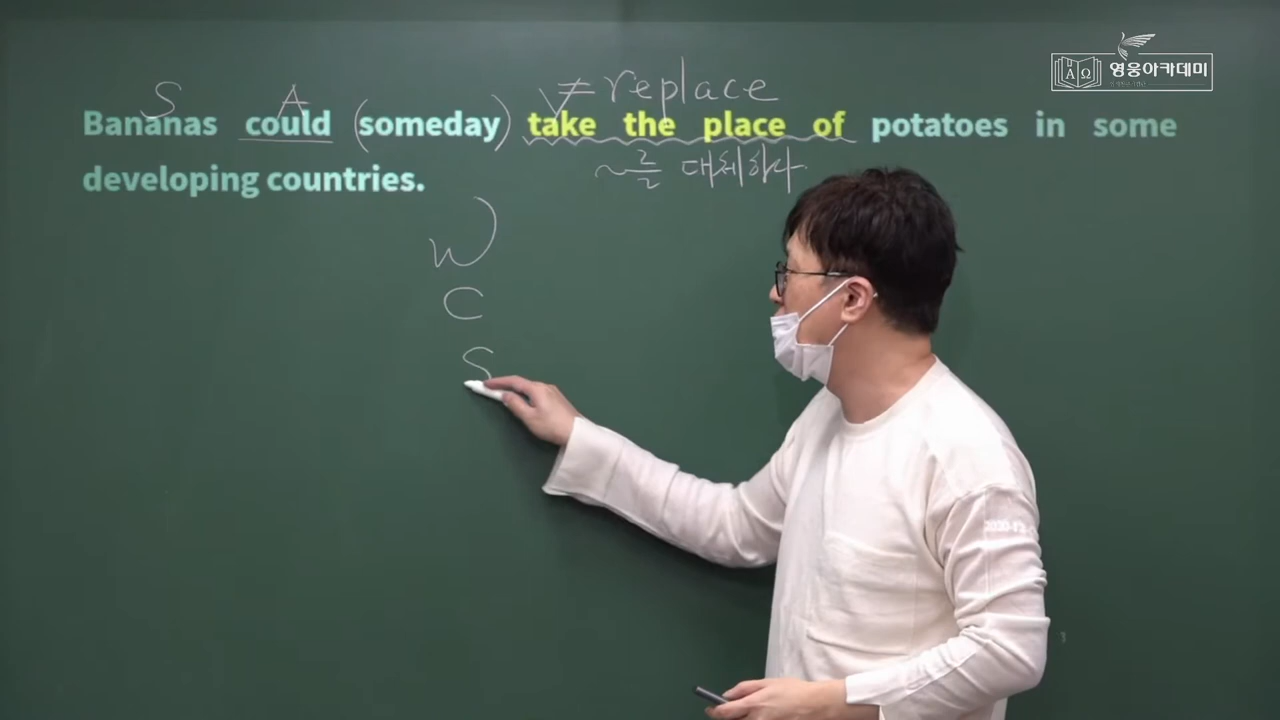 영웅아카데미
S A V = replace
Bananas could (someday) take the place of potatoes in some
~를 대체하다
developing countries.
W
C
S